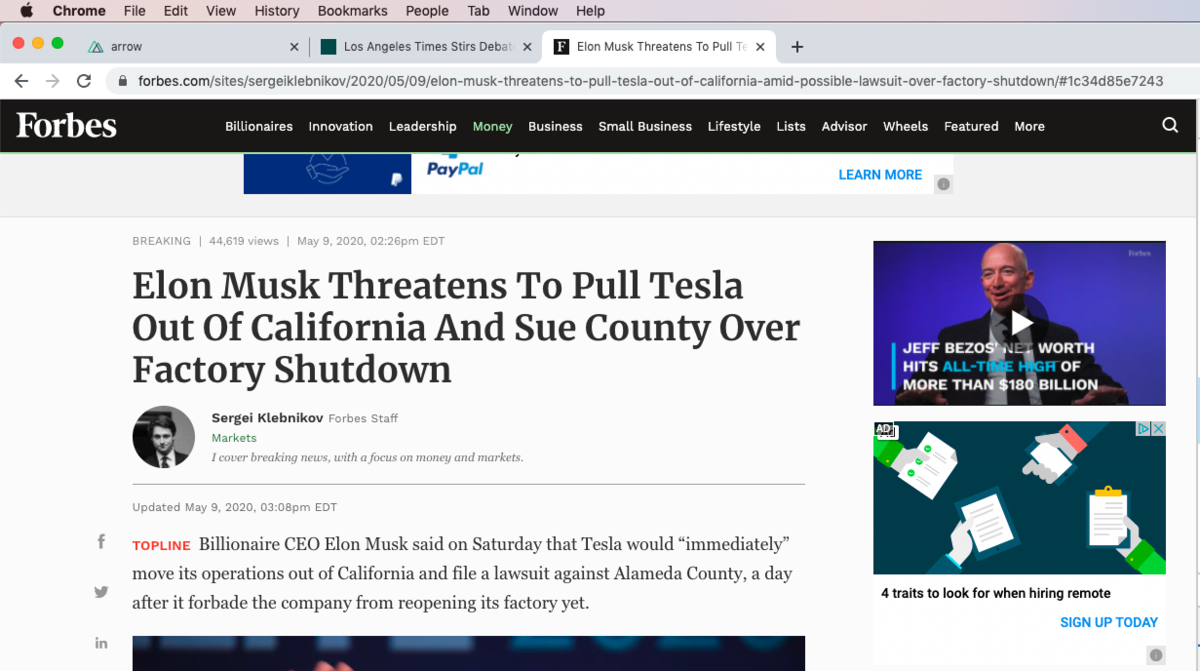 Chrome File Edit View History Bookmarks People Tab Window Help
arrow
Los Angeles Times Stirs Debat
Elon Musk Threatens To Pull Te
forbes.com/sites/sergeiklebnikov/2020/05/09/elon-musk-threatens-to-pull-tesla-out-of-california-amid-possible-lawsuit-over-factory-shutdown/#1c34d85e7243
Forbes
Billionaires Innovation Leadership Money Business Small Business Lifestyle Lists Advisor Wheels Featured More
PayPal
LEARN MORE
BREAKING | 44,619 views | May 9, 2020, 02:26pm EDT
Elon Musk Threatens To Pull Tesla
Out Of California And Sue County Over
Factory Shutdown
Sergei Klebnikov Forbes Staff
Markets
I cover breaking news, with a focus on money and markets.
Updated May 9, 2020, 03:08pm EDT
TOPLINE Billionaire CEO Elon Musk said on Saturday that Tesla would “immediately”
move its operations out of California and file a lawsuit against Alameda County, a day
after it forbade the company from reopening its factory yet.
Forbes
JEFF BEZOS' NET WORTH
HITS ALL-TIME HIGH OF
MORE THAN $180 BILLION
AD
4 traits to look for when hiring remote
SIGN UP TODAY